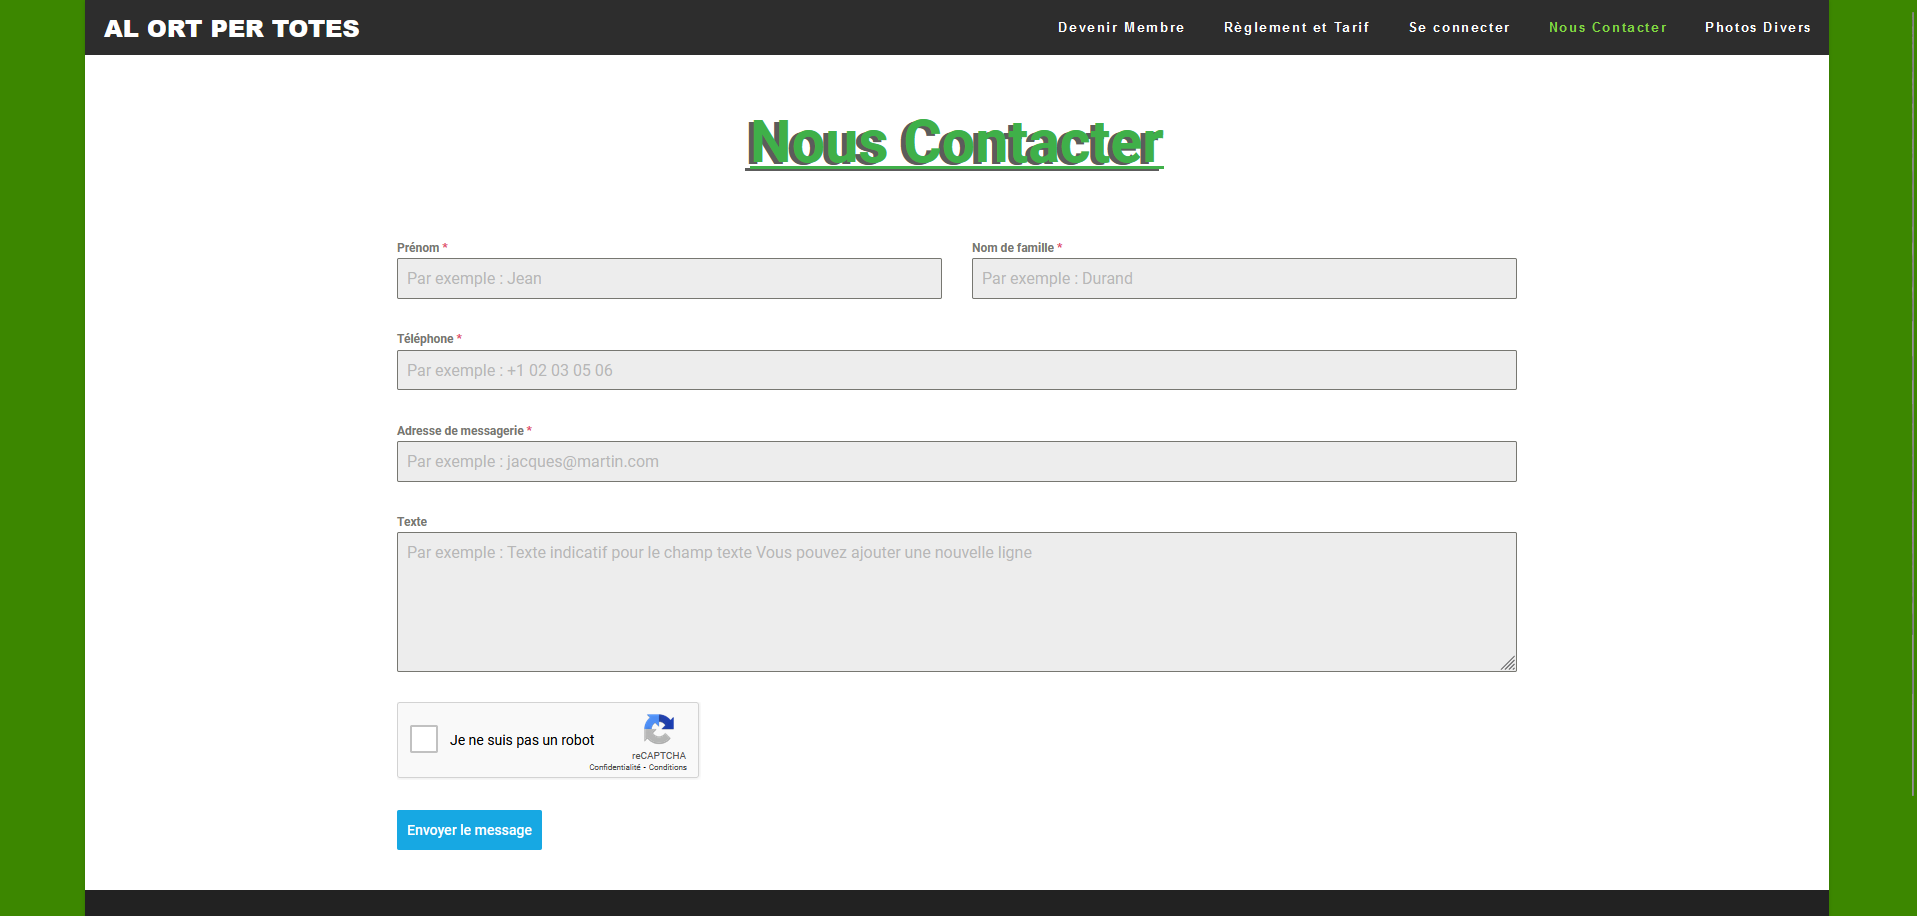 AL ORT PER TOTES
Devenir Membre
Règlement et Tarif
Se connecter
Nous Contacter
Photos Divers
Nous Contacter
Prénom *
Nom de famille *
Par exemple : Jean
Par exemple : Durand
Téléphone *
Par exemple : +1 02 03 05 06
Adresse de messagerie *
Par exemple : jacques@martin.com
Texte
Par exemple : Texte indicatif pour le champ texte Vous pouvez ajouter une nouvelle ligne
Je ne suis pas un robot
reCAPTCHA
Confidentialité - Conditions
Envoyer le message